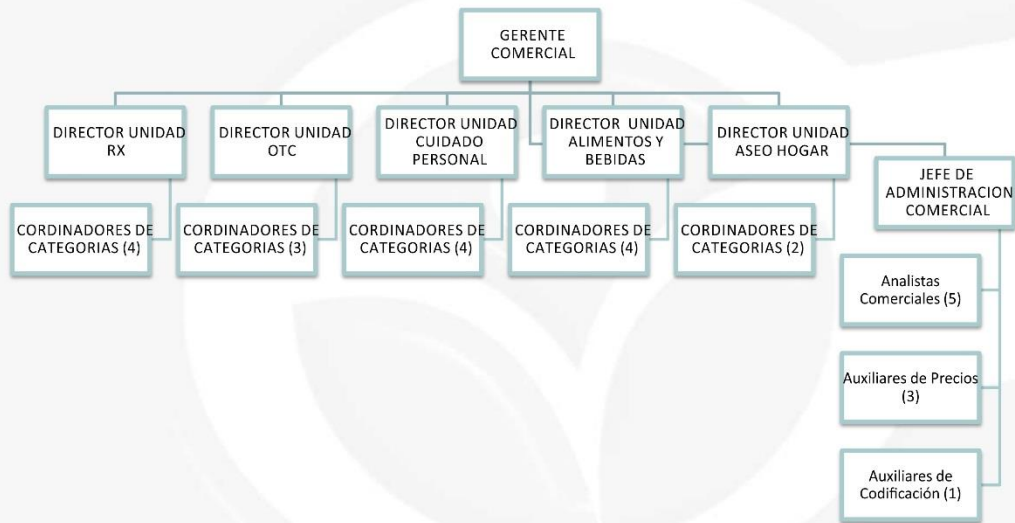 GERENTE
COMERCIAL
DIRECTOR UNIDAD
RX
DIRECTOR UNIDAD
OTC
DIRECTOR UNIDAD
CUIDADO
PERSONAL
DIRECTOR UNIDAD
ALIMENTOS Y
BEBIDAS
DIRECTOR UNIDAD
ASEO HOGAR
JEFE DE
ADMINISTRACION
COMERCIAL
CORDINADORES DE
CATEGORIAS (4)
CORDINADORES DE
CATEGORIAS (3)
CORDINADORES DE
CATEGORIAS (4)
CORDINADORES DE
CATEGORIAS (4)
CORDINADORES DE
CATEGORIAS (2)
Analistas
Comerciales (5)
Auxiliares de Precios
(3)
Auxiliares de
Codificación (1)